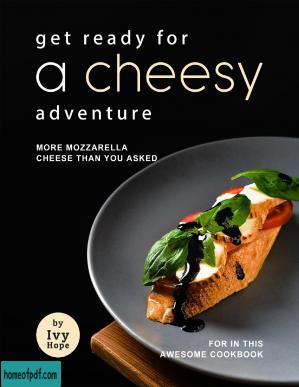 get ready for
a cheesy
adventure
MORE MOZZARELLA
CHEESE THAN YOU ASKED
by
Ivy
Hope
FOR IN THIS
AWESOME COOKBOOK
homeofpdf.com